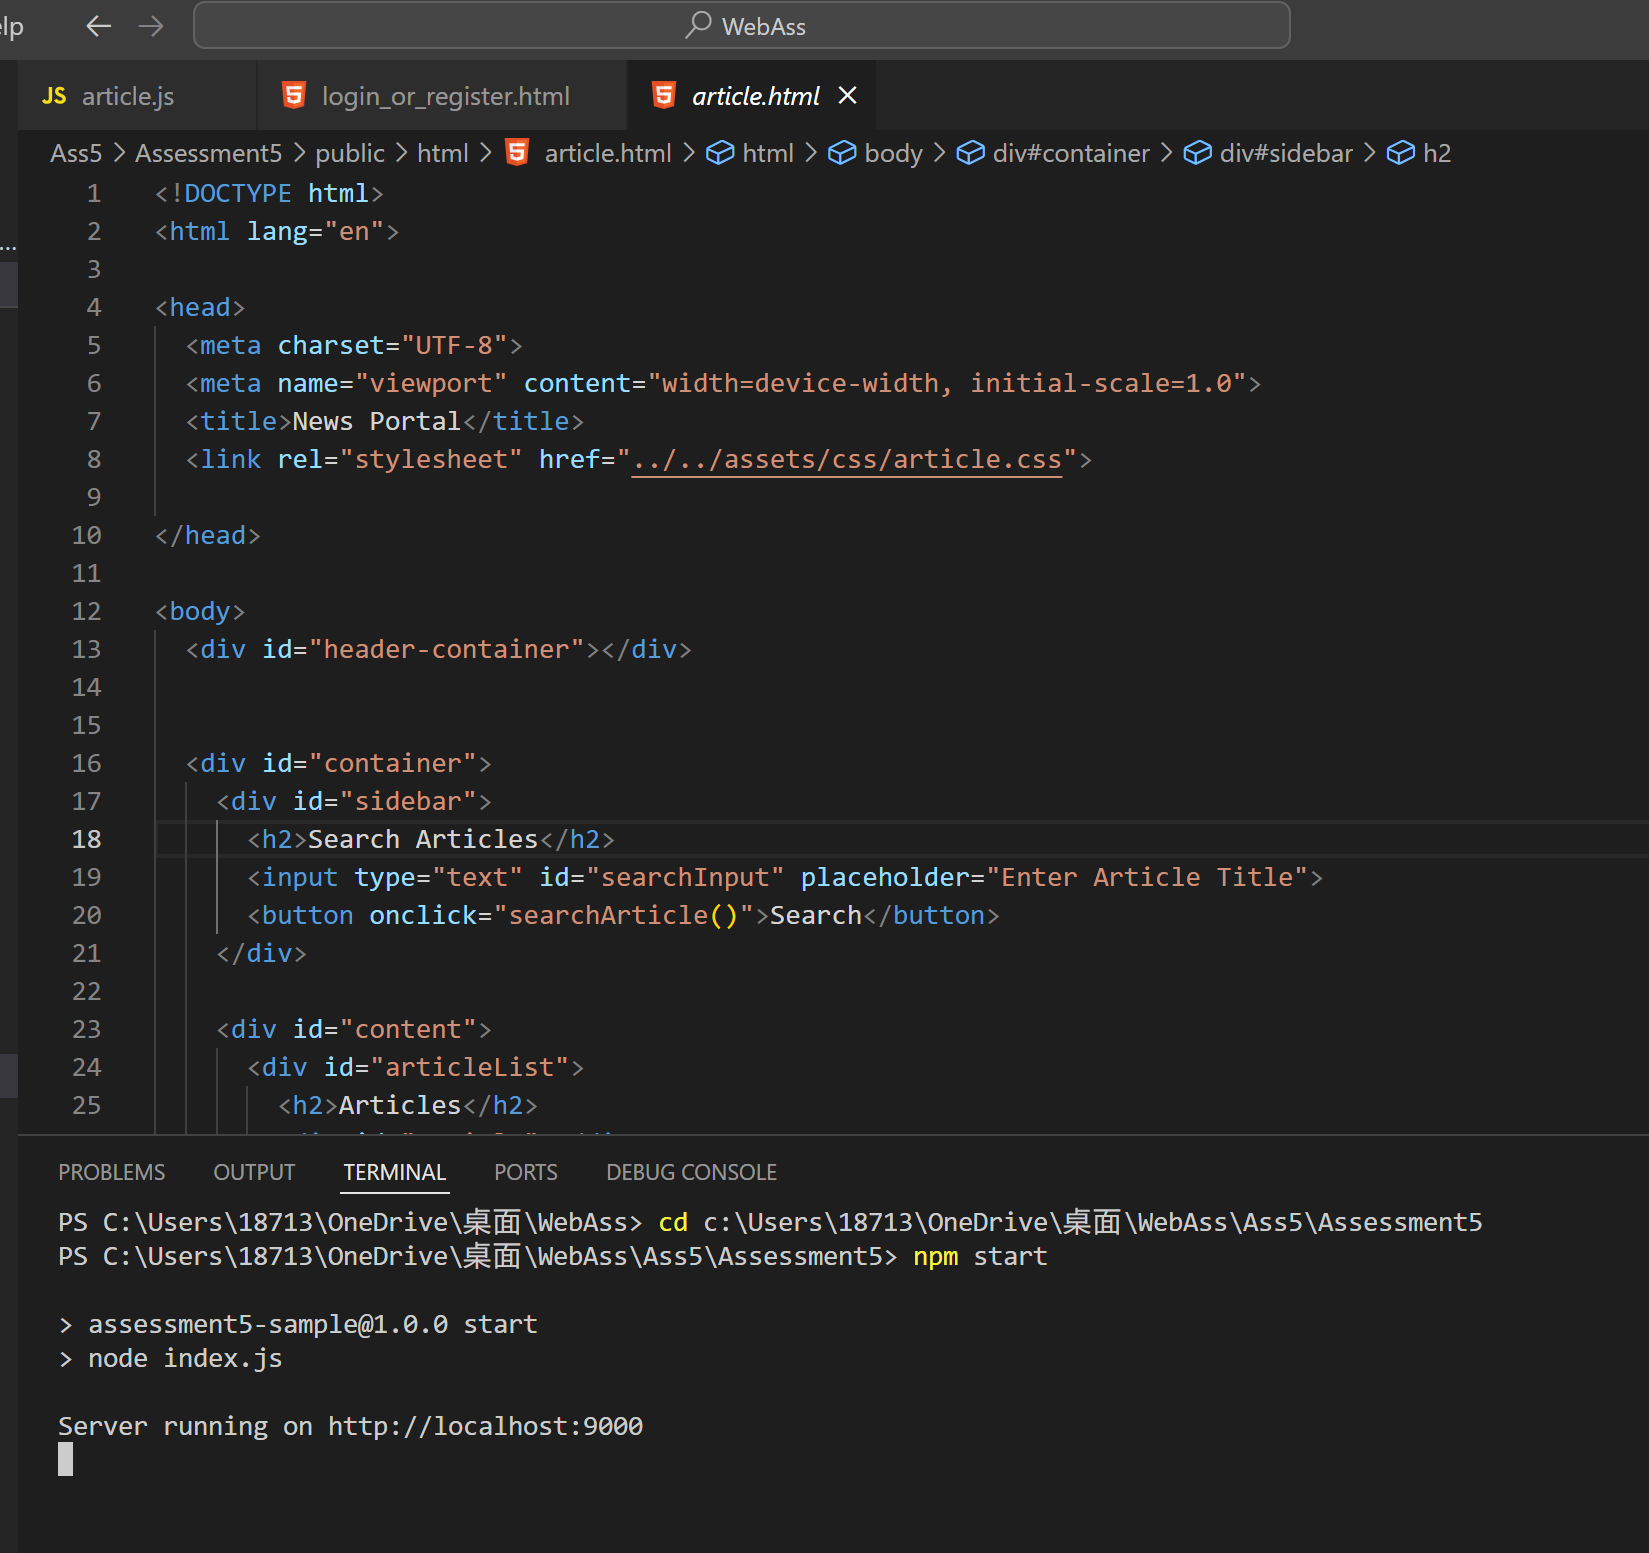 WebAss
JS article.js login_or_register.html article.html
Ass5 > Assessment5 > public > html > article.html > html > body > div#container > div#sidebar > h2
1 <!DOCTYPE html>
2 <html lang="en">
3
4 <head>
5 <meta charset="UTF-8">
6 <meta name="viewport" content="width=device-width, initial-scale=1.0">
7 <title>News Portal</title>
8 <link rel="stylesheet" href="../../assets/css/article.css">
9
10 </head>
11
12 <body>
13 <div id="header-container"></div>
14
15
16 <div id="container">
17 <div id="sidebar">
18 <h2>Search Articles</h2>
19 <input type="text" id="searchInput" placeholder="Enter Article Title">
20 <button onclick="searchArticle()">Search</button>
21 </div>
22
23 <div id="content">
24 <div id="articleList">
25 <h2>Articles</h2>
PROBLEMS OUTPUT TERMINAL PORTS DEBUG CONSOLE
PS C:\Users\18713\OneDrive\桌面\WebAss> cd c:\Users\18713\OneDrive\桌面\WebAss\Ass5\Assessment5
PS C:\Users\18713\OneDrive\桌面\WebAss\Ass5\Assessment5> npm start
> assessment5-sample@1.0.0 start
> node index.js
Server running on http://localhost:9000